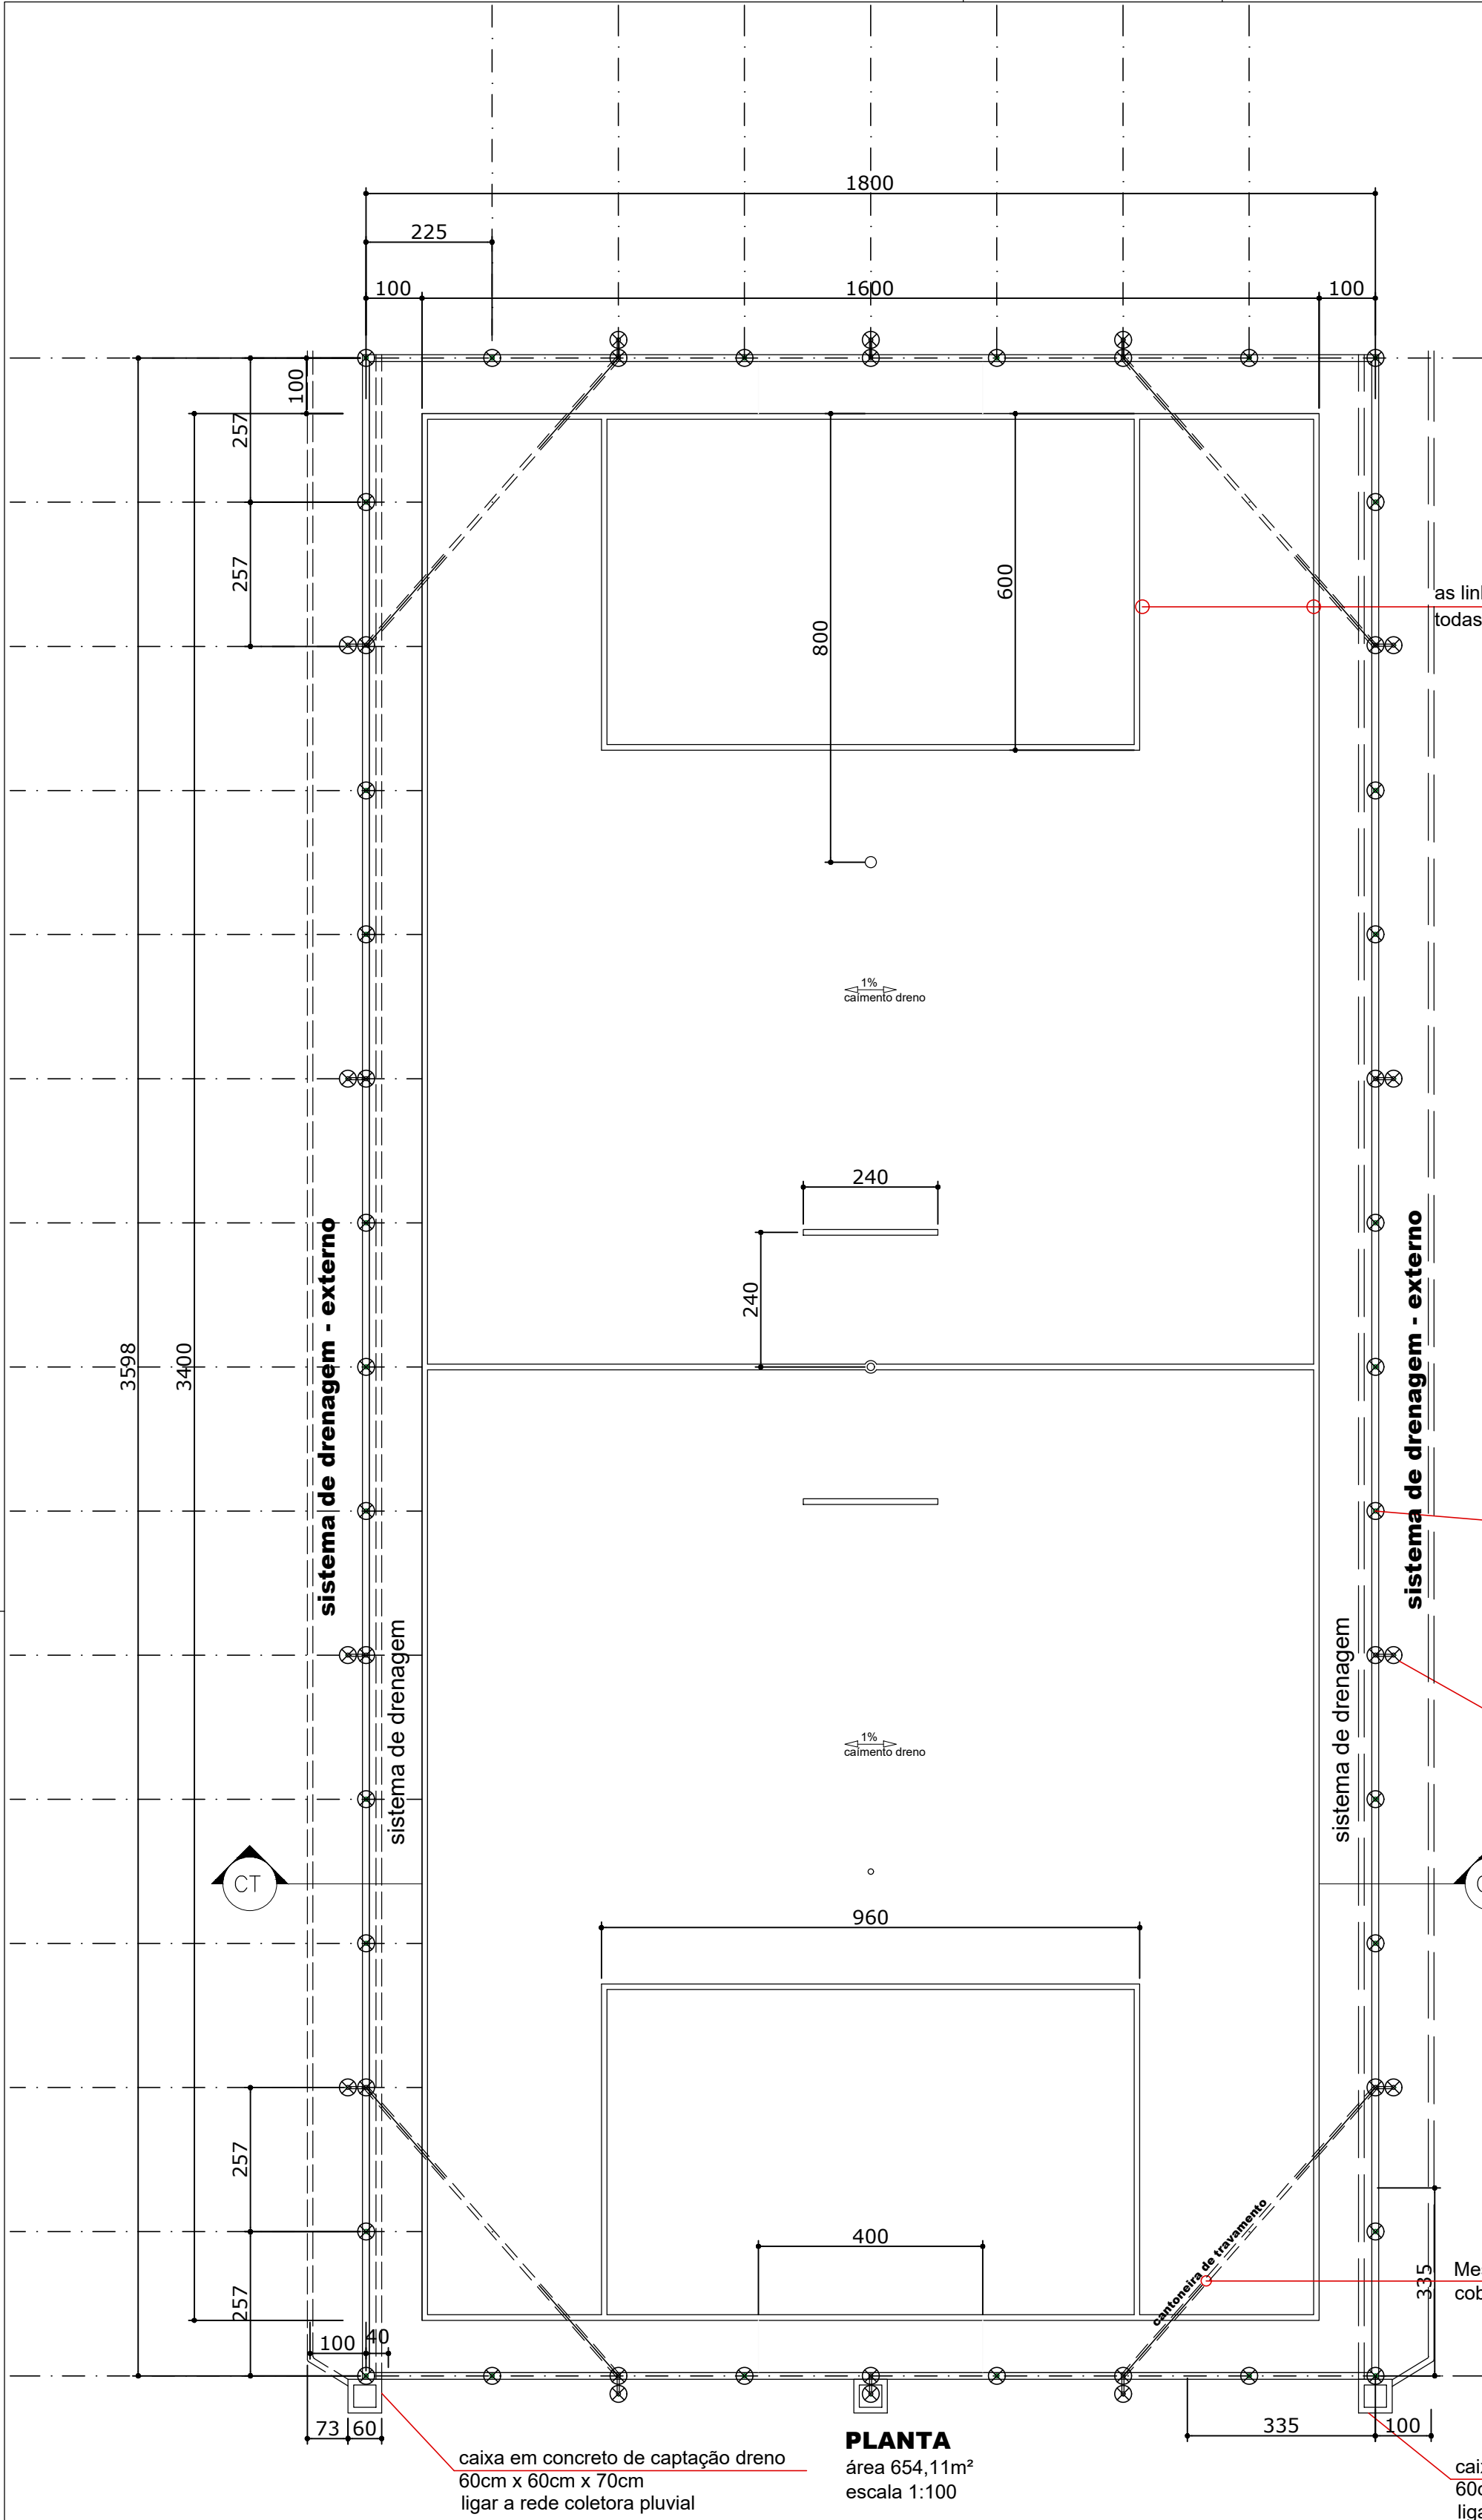 1800
225
100
1600
100
100
257
257
600
800
as lin
todas
1%
caimento dreno
240
240
3598
3400
sistema de drenagem - externo
sistema de drenagem - externo
sistema de drenagem
sistema de drenagem
1%
caimento dreno
CT
960
400
257
257
cantoneira de travamento
335
Me
cob
100
40
73
60
335
100
PLANTA
área 654,11m²
escala 1:100
caixa em concreto de captação dreno
60cm x 60cm x 70cm
ligar a rede coletora pluvial
caix
60c
liga